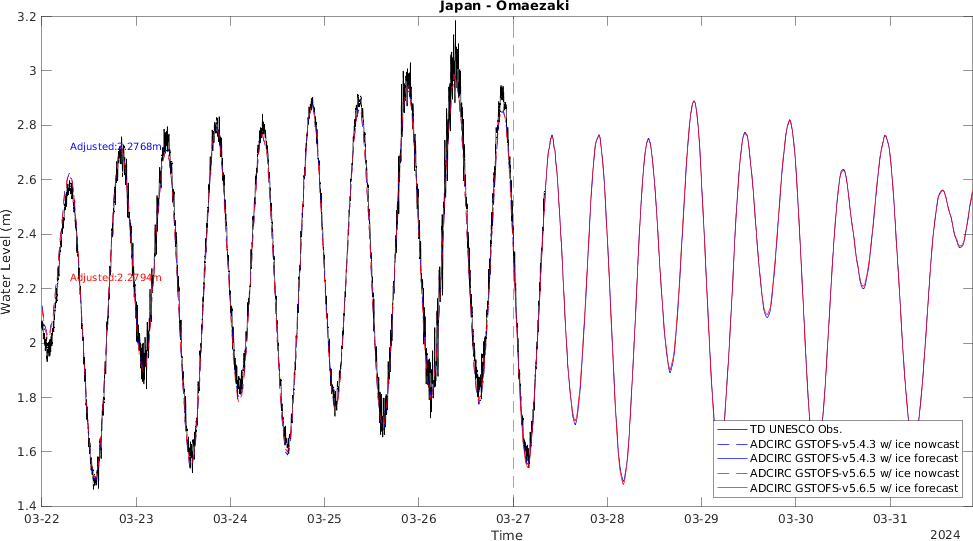 Japan - Omaezaki
3.2
3
2.8
2.6
2.4
2.2
2
1.8
1.6
1.4
Water Level (m)
Adjusted:2.2768m
Adjusted:2.2794m
TD UNESCO Obs.
ADCIRC GSTOFS-v5.4.3 w/ ice nowcast
ADCIRC GSTOFS-v5.4.3 w/ ice forecast
ADCIRC GSTOFS-v5.6.5 w/ ice nowcast
ADCIRC GSTOFS-v5.6.5 w/ ice forecast
03-22 03-23 03-24 03-25 03-26 03-27 03-28 03-29 03-30 03-31
Time
2024